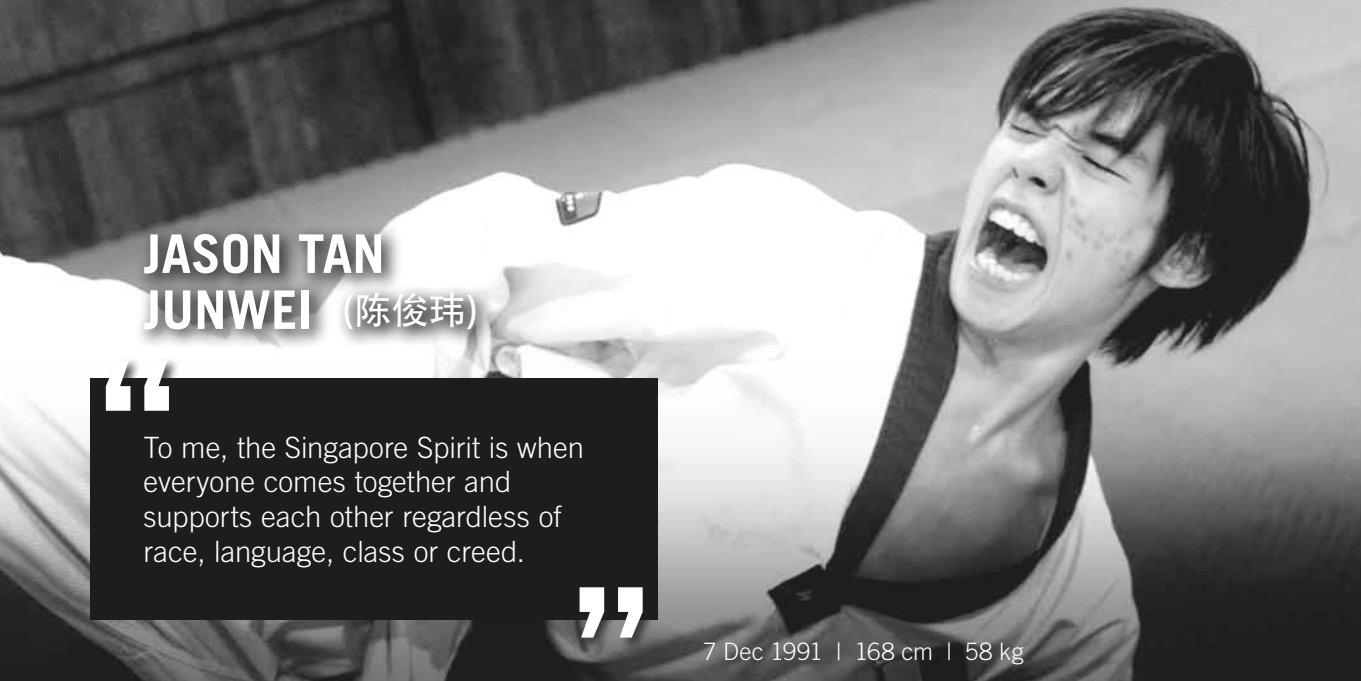 JASON TAN
JUNWEI (陈俊玮)
“
To me, the Singapore Spirit is when
everyone comes together and
supports each other regardless of
race, language, class or creed.
”
7 Dec 1991 | 168 cm | 58 kg